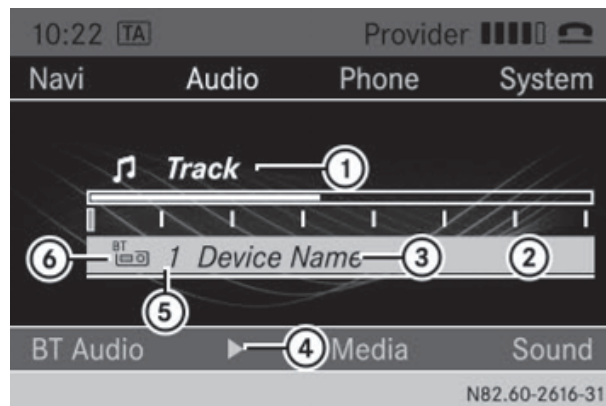 10:22 TA Provider
Navi Audio Phone System
Track 1
6 BT 1 Device Name 3 2
5
BT Audio 4 Media Sound
N82.60-2616-31